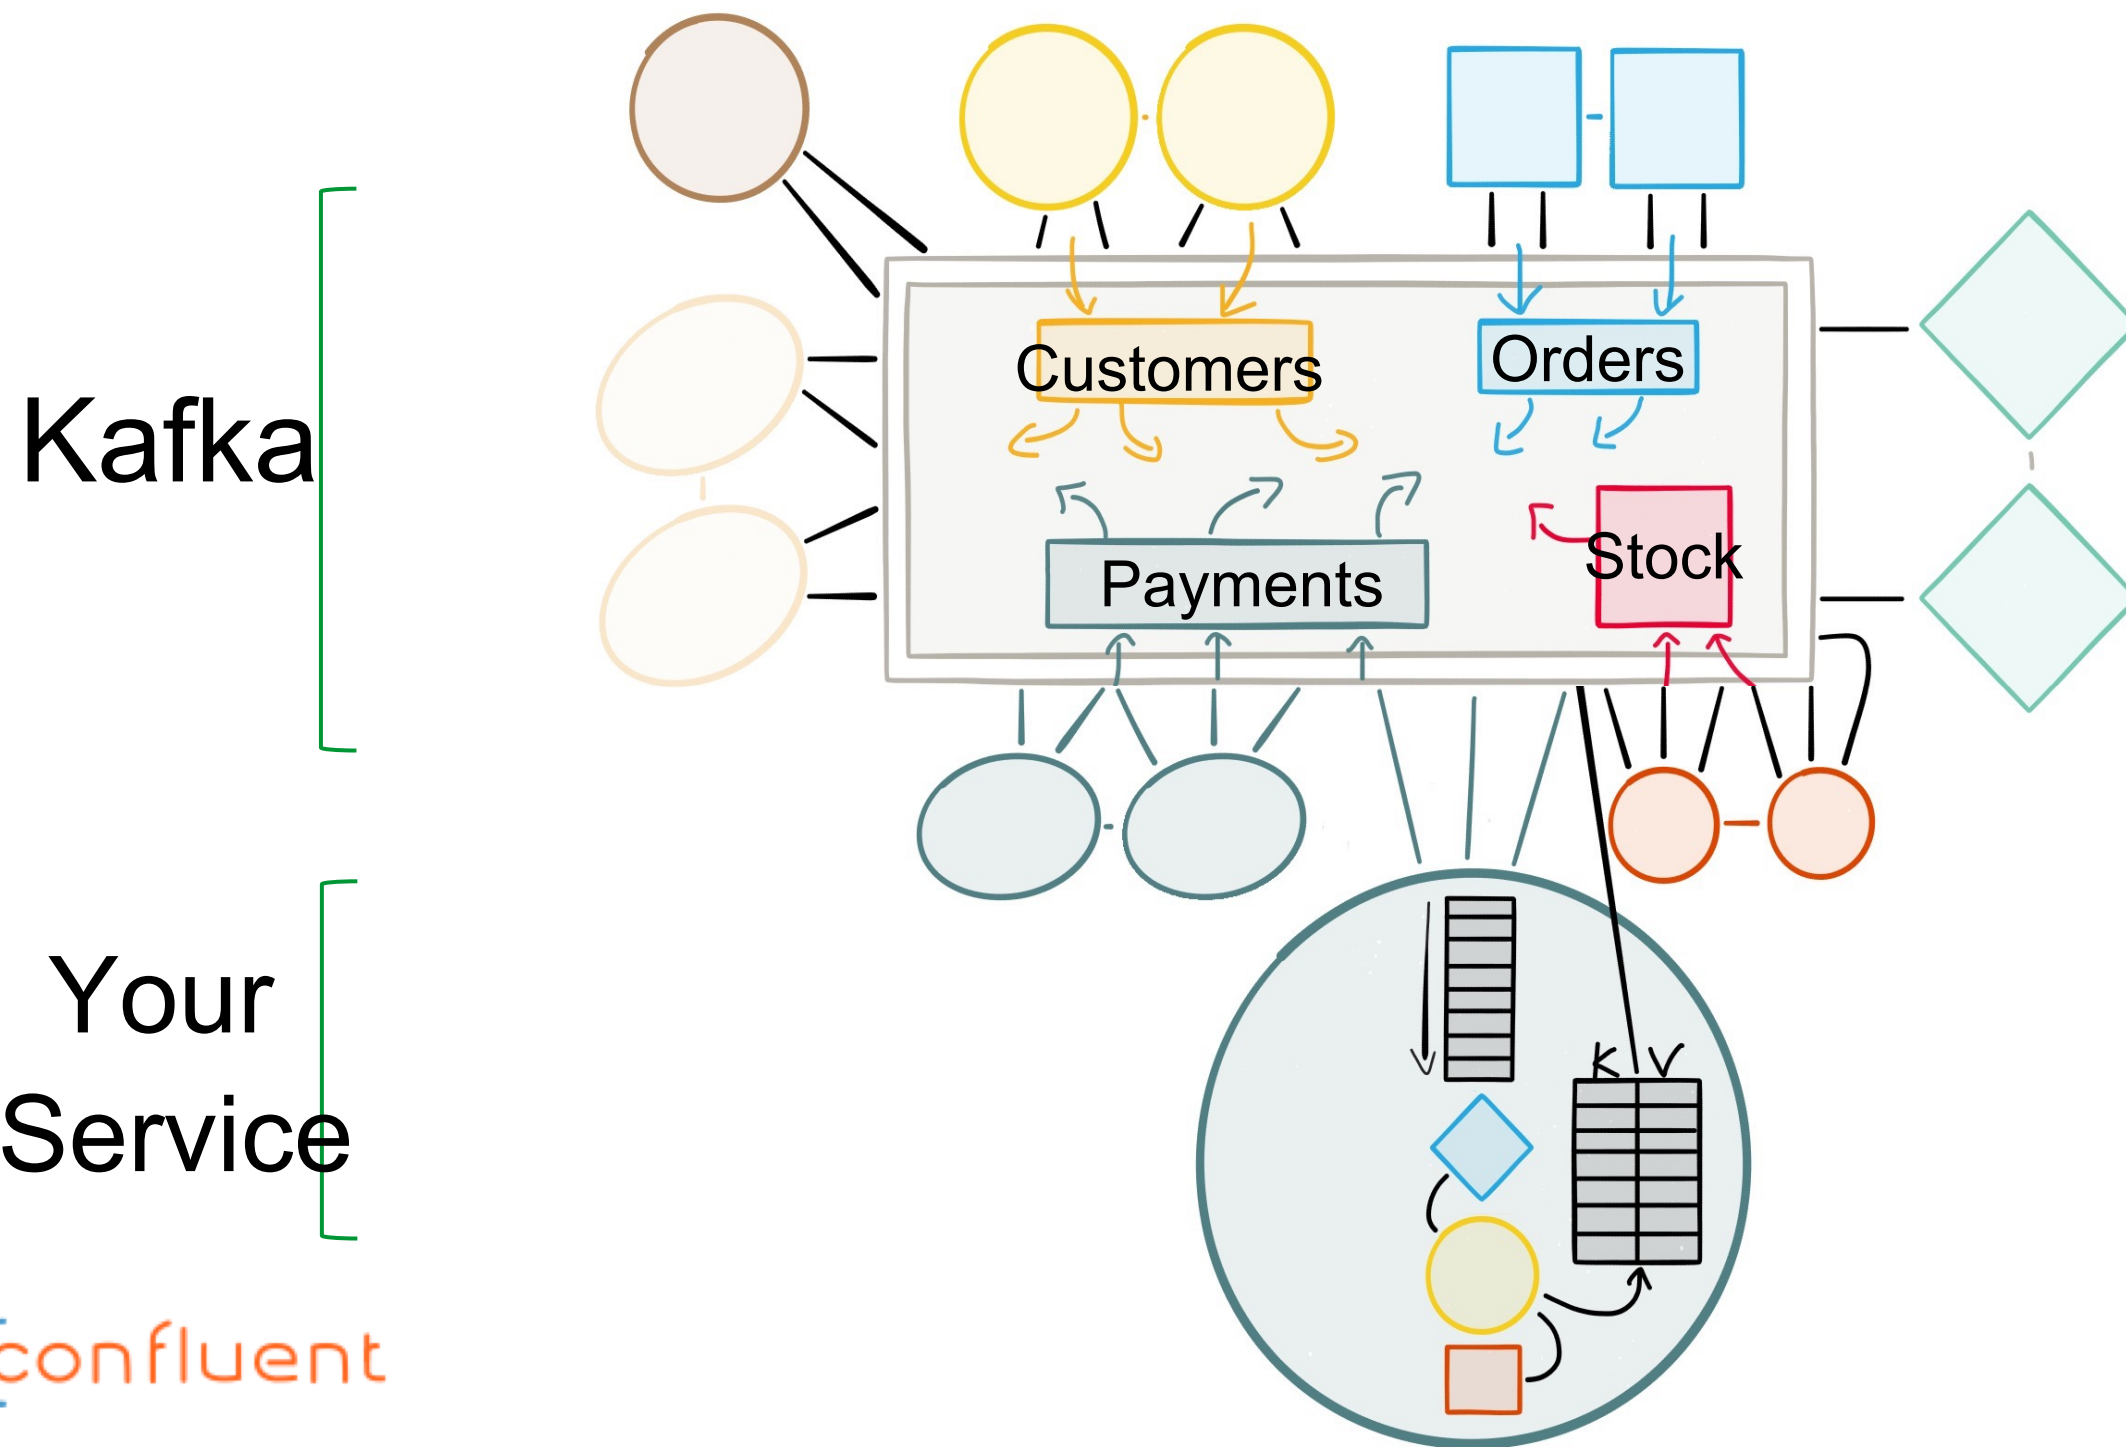 Customers
Orders
Kafka
Stock
Payments
Your
Service
K V
confluent